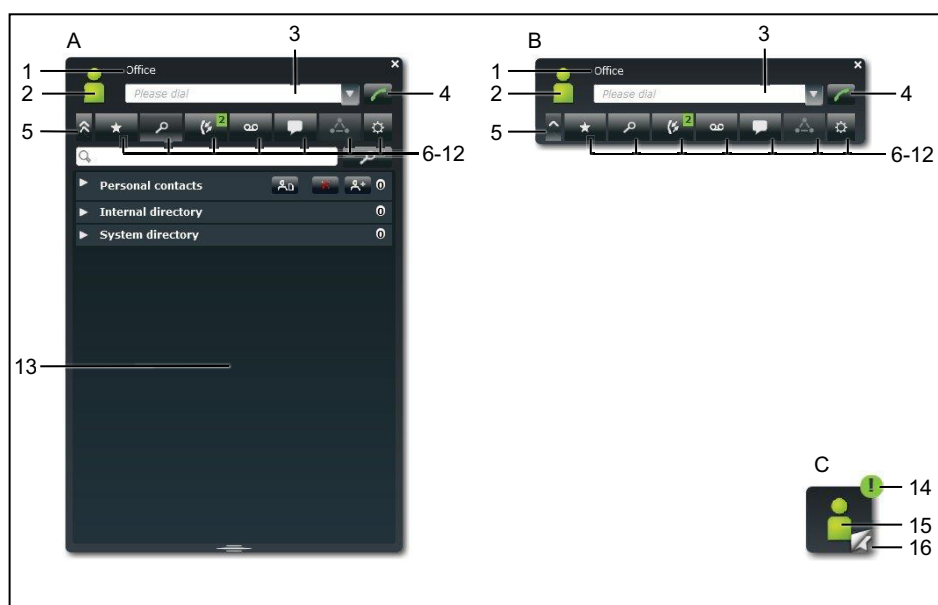 A
3
B
3
1
Office
×
1
Office
×
2
Please dial
4
2
Please dial
4
5
2
6-12
5
2
6-12
Personal contacts
0
Internal directory
0
System directory
0
13
C
!
14
15
16